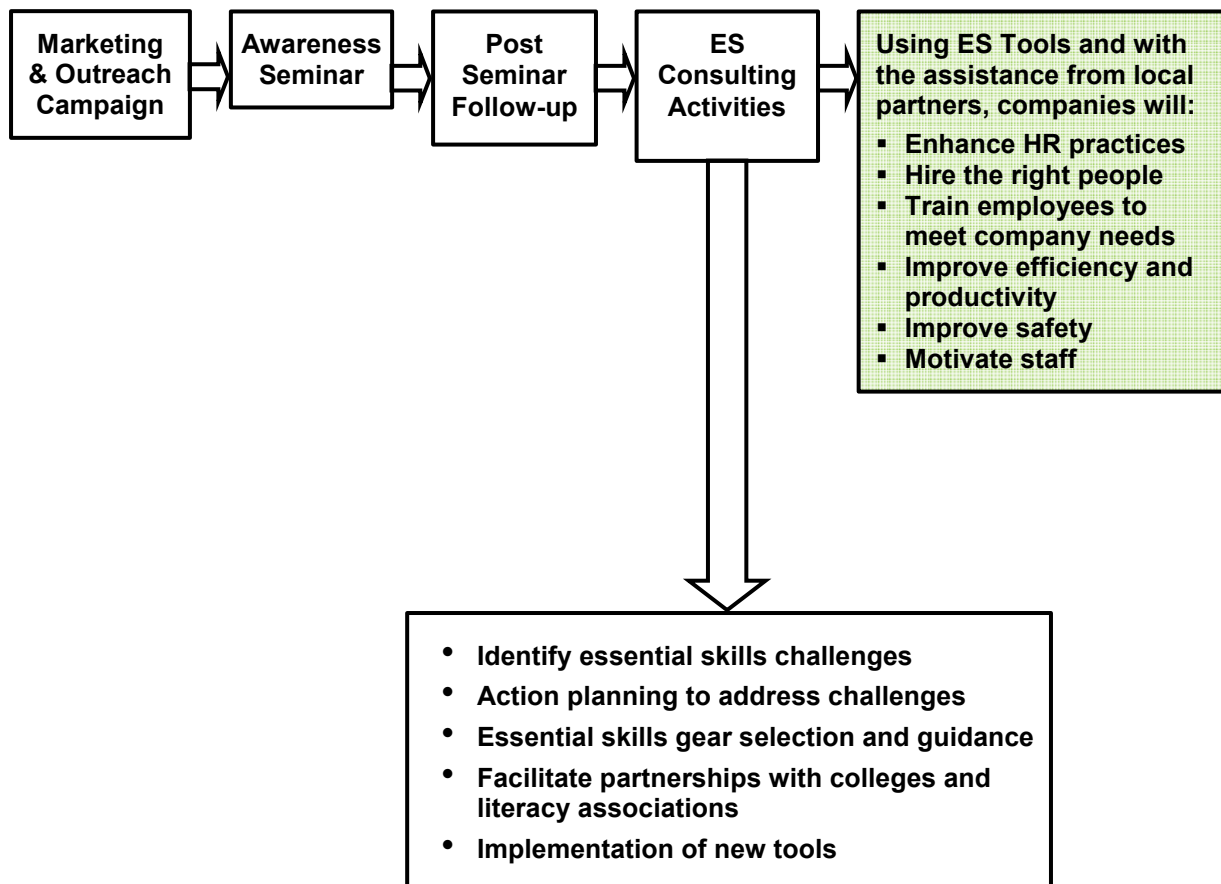 Marketing
& Outreach
Campaign
Awareness
Seminar
Post
Seminar
Follow-up
ES
Consulting
Activities
Using ES Tools and with
the assistance from local
partners, companies will:
▪ Enhance HR practices
▪ Hire the right people
▪ Train employees to
meet company needs
▪ Improve efficiency and
productivity
▪ Improve safety
▪ Motivate staff
• Identify essential skills challenges
• Action planning to address challenges
• Essential skills gear selection and guidance
• Facilitate partnerships with colleges and
literacy associations
• Implementation of new tools